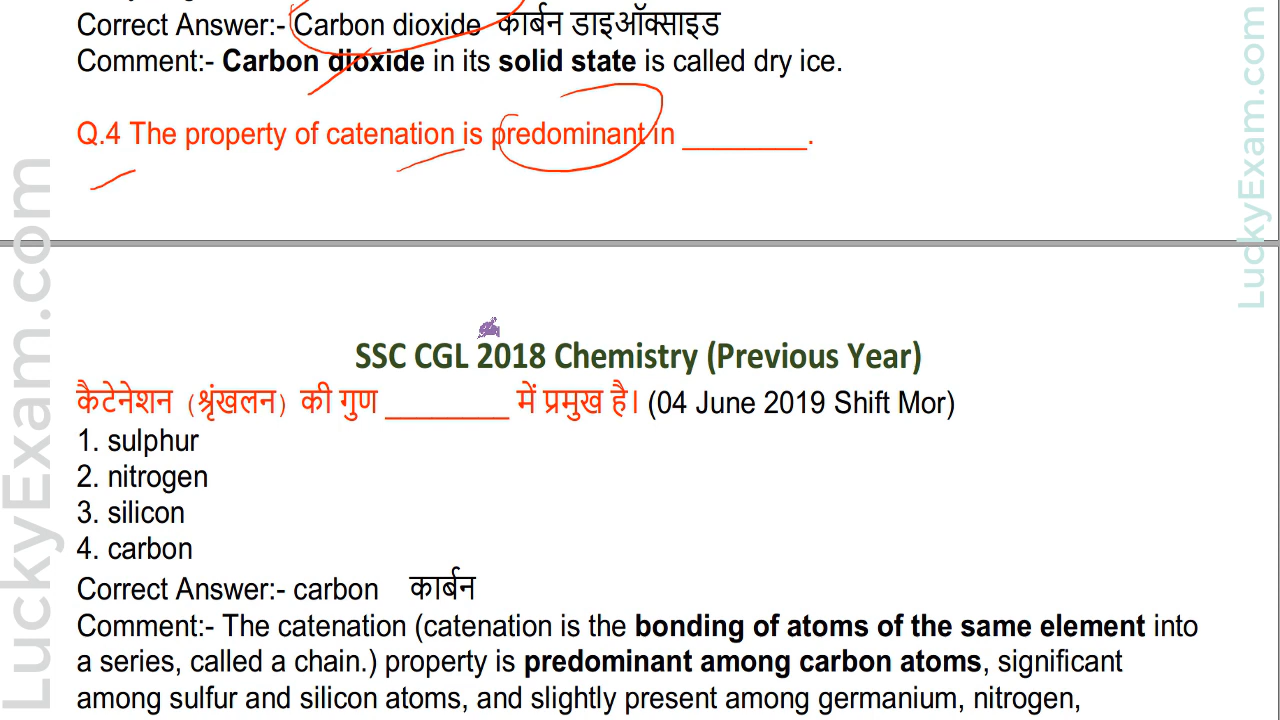 Correct Answer:- Carbon dioxide कार्बन डाइऑक्साइड
Comment:- Carbon dioxide in its solid state is called dry ice.
Q.4 The property of catenation is predominant in _________.
SSC CGL 2018 Chemistry (Previous Year)
कैटेनेशन (श्रृंखलन) की गुण _________ में प्रमुख है। (04 June 2019 Shift Mor)
1. sulphur
2. nitrogen
3. silicon
4. carbon
Correct Answer:- carbon कार्बन
Comment:- The catenation (catenation is the bonding of atoms of the same element into
a series, called a chain.) property is predominant among carbon atoms, significant
among sulfur and silicon atoms, and slightly present among germanium, nitrogen,
LuckyExam.com
LuckyExam.com